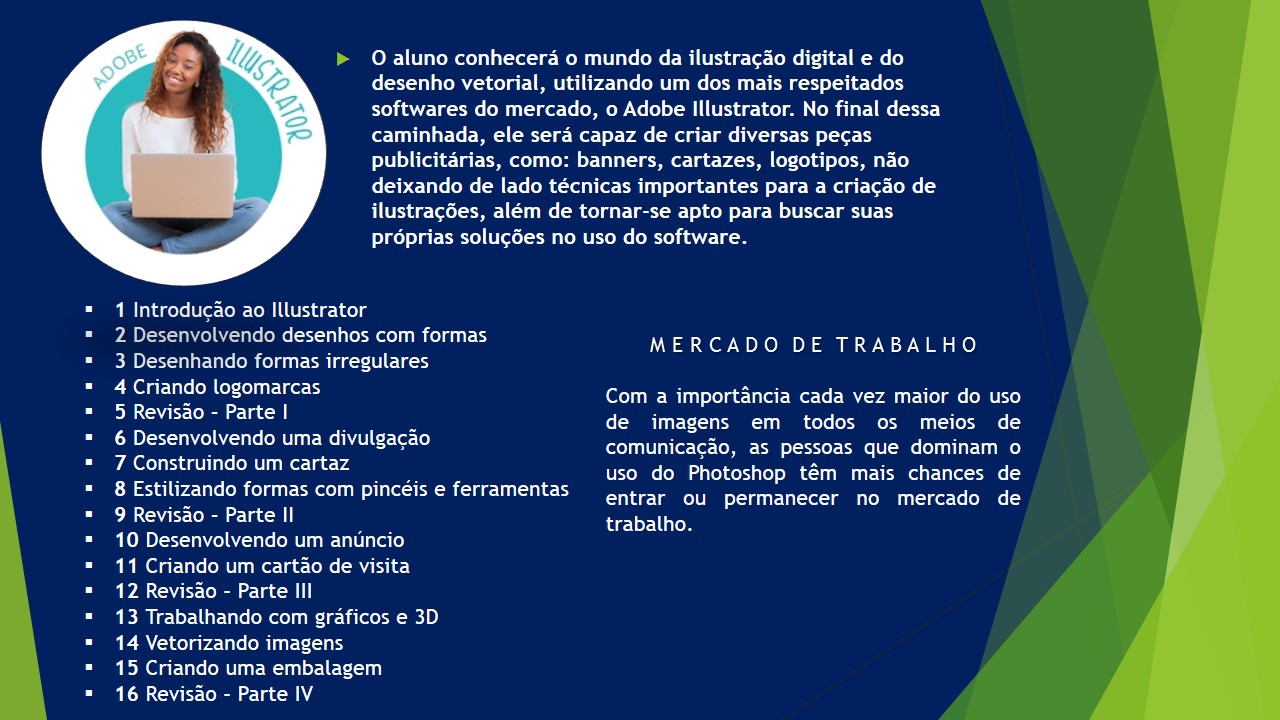 ADOBE ILLUSTRATOR
O aluno conhecerá o mundo da ilustração digital e do
desenho vetorial, utilizando um dos mais respeitados
softwares do mercado, o Adobe Illustrator. No final dessa
caminhada, ele será capaz de criar diversas peças
publicitárias, como: banners, cartazes, logotipos, não
deixando de lado técnicas importantes para a criação de
ilustrações, além de tornar-se apto para buscar suas
próprias soluções no uso do software.
1 Introdução ao Illustrator
2 Desenvolvendo desenhos com formas
3 Desenhando formas irregulares
4 Criando logomarcas
5 Revisão – Parte I
6 Desenvolvendo uma divulgação
7 Construindo um cartaz
8 Estilizando formas com pincéis e ferramentas
9 Revisão – Parte II
10 Desenvolvendo um anúncio
11 Criando um cartão de visita
12 Revisão – Parte III
13 Trabalhando com gráficos e 3D
14 Vetorizando imagens
15 Criando uma embalagem
16 Revisão – Parte IV
MERCADO DE TRABALHO
Com a importância cada vez maior do uso
de imagens em todos os meios de
comunicação, as pessoas que dominam o
uso do Photoshop têm mais chances de
entrar ou permanecer no mercado de
trabalho.